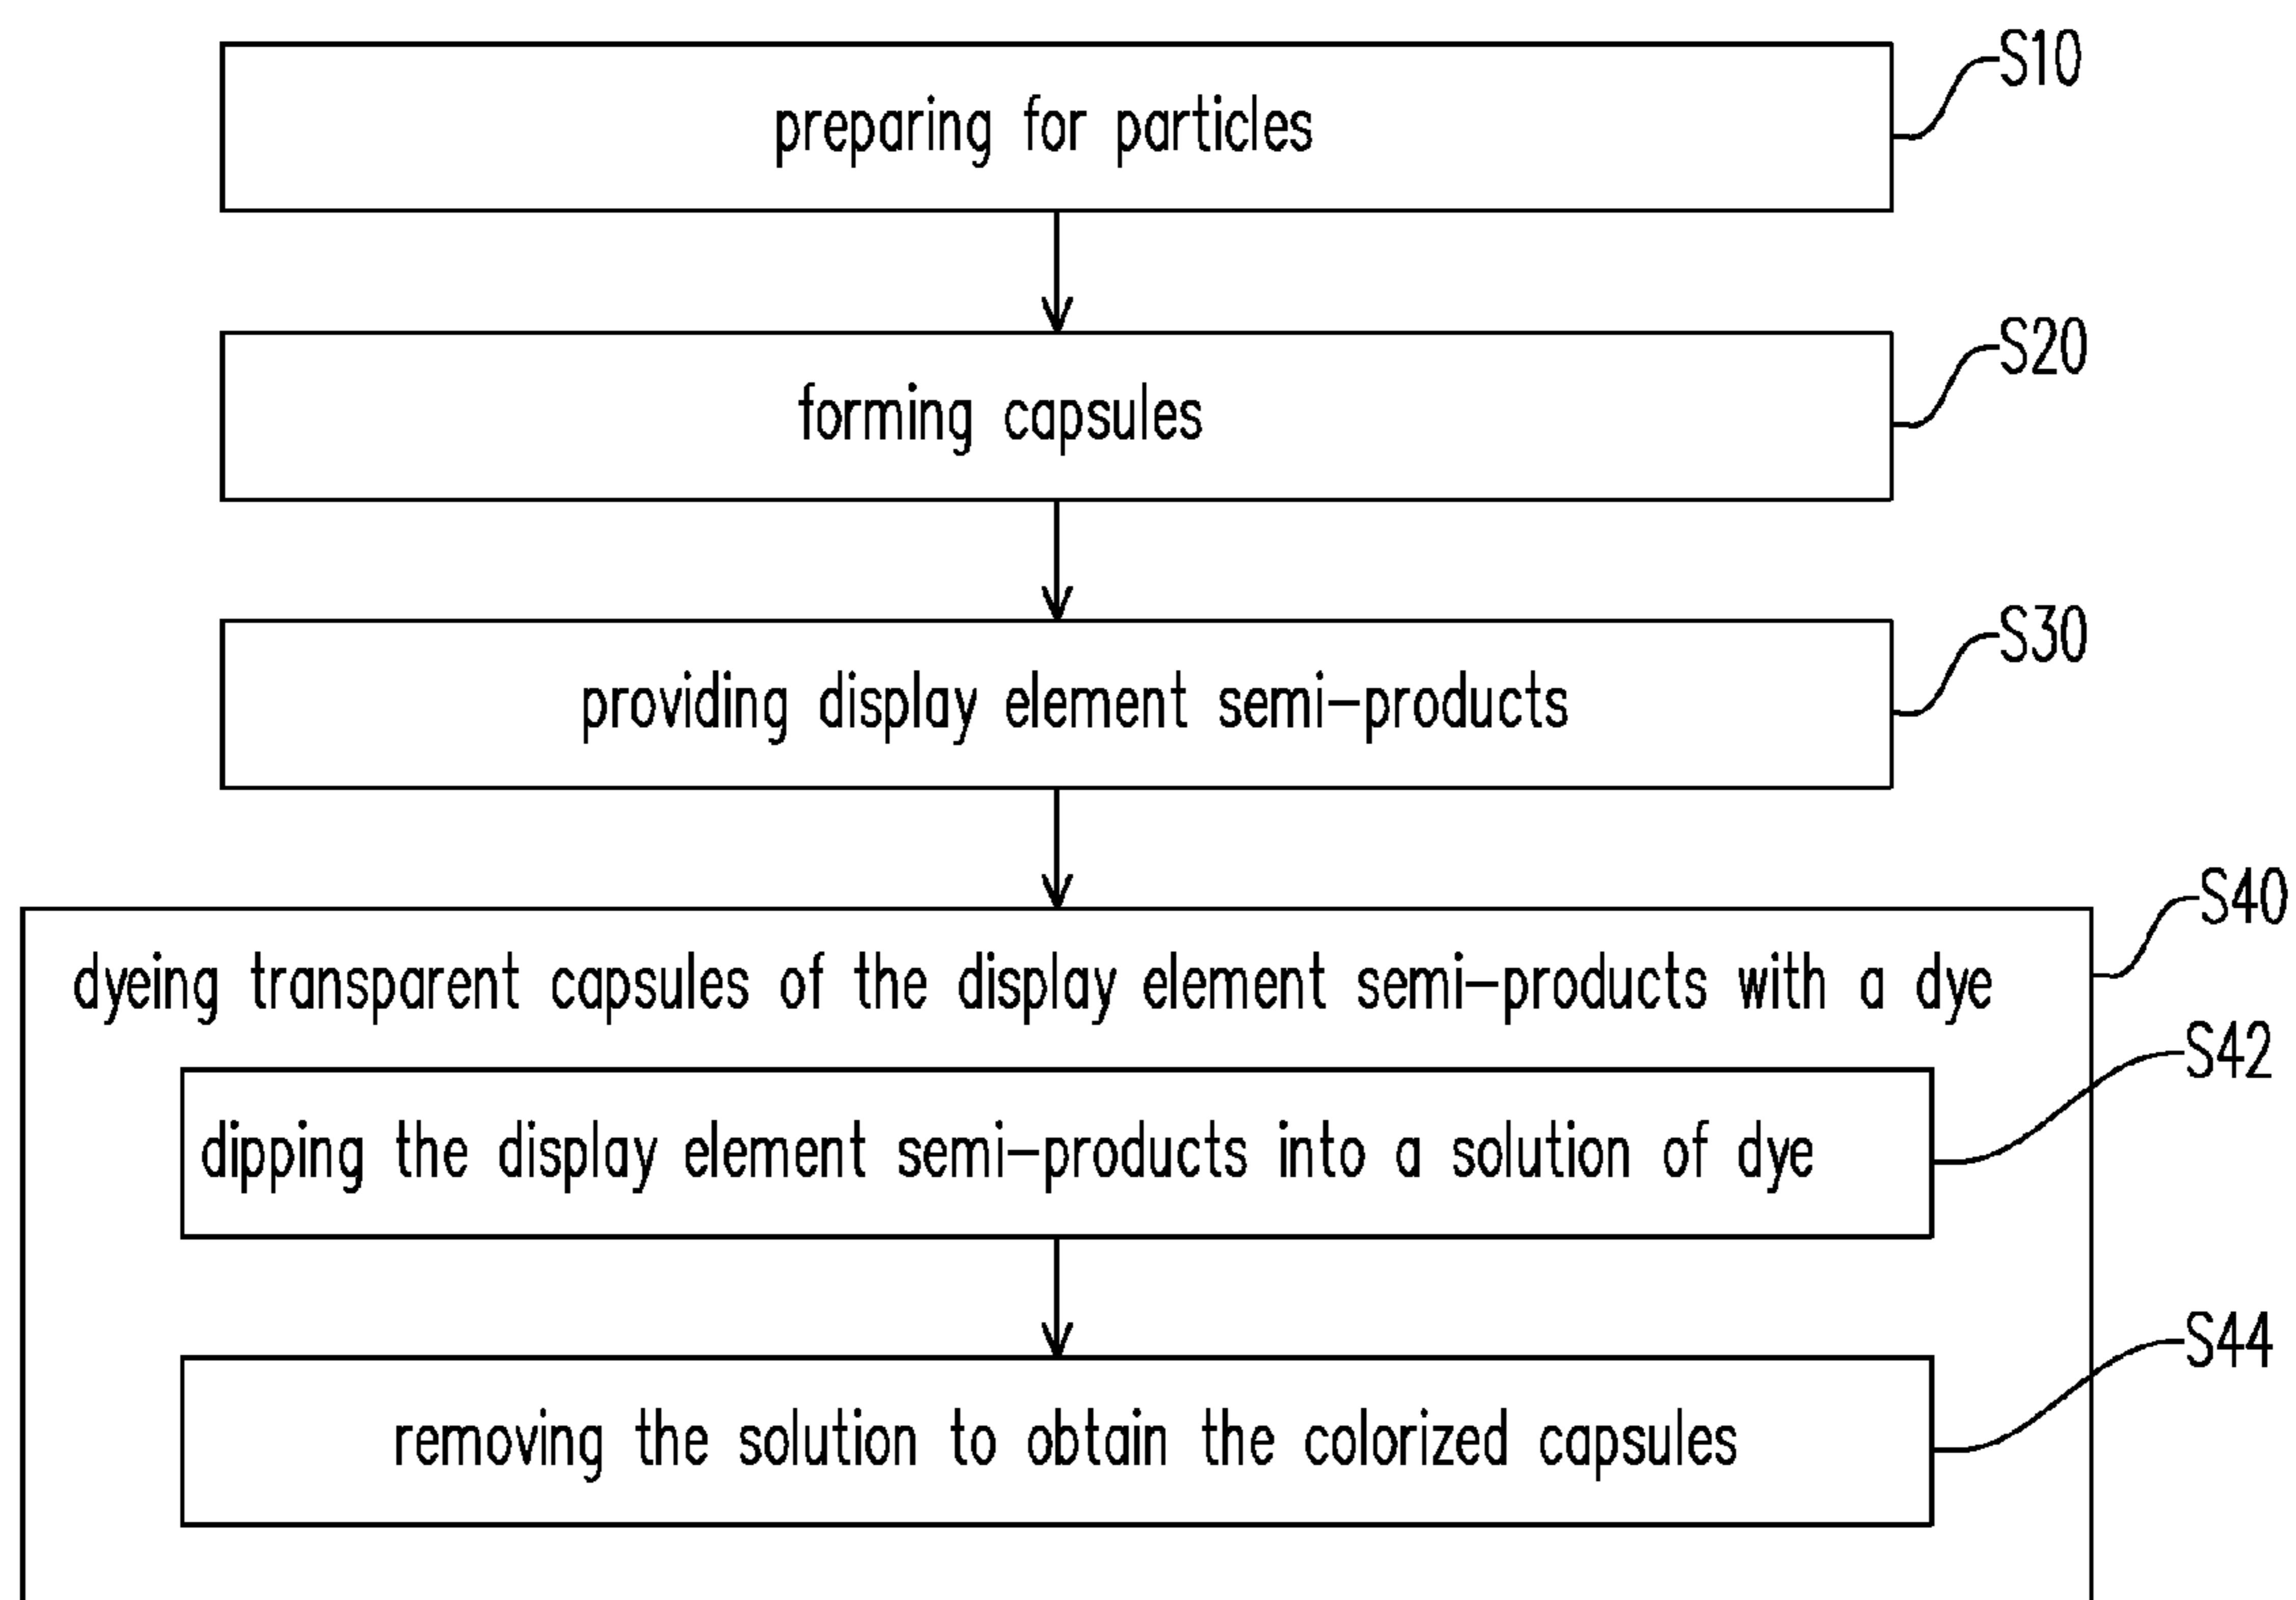 S10
preparing for particles
S20
forming capsules
S30
providing display element semi-products
S40
dyeing transparent capsules of the display element semi-products with a dye
S42
dipping the display element semi-products into a solution of dye
S44
removing the solution to obtain the colorized capsules